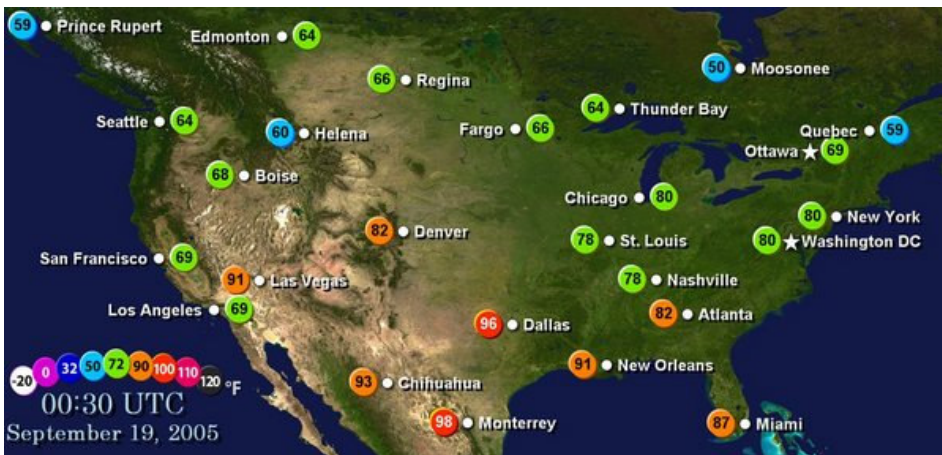 59 Prince Rupert
Edmonton 64
66 Regina
50 Moosonee
64 Thunder Bay
Seattle 64
60 Helena
Fargo 66
Quebec 59
Ottawa 69
68 Boise
Chicago 80
80 New York
82 Denver
78 St. Louis
80 Washington DC
San Francisco 69
91 Las Vegas
78 Nashville
Los Angeles 69
82 Atlanta
96 Dallas
91 New Orleans
-20 0 32 50 72 90 100 110 120 °F
93 Chihuahua
00:30 UTC
98 Monterrey
87 Miami
September 19, 2005